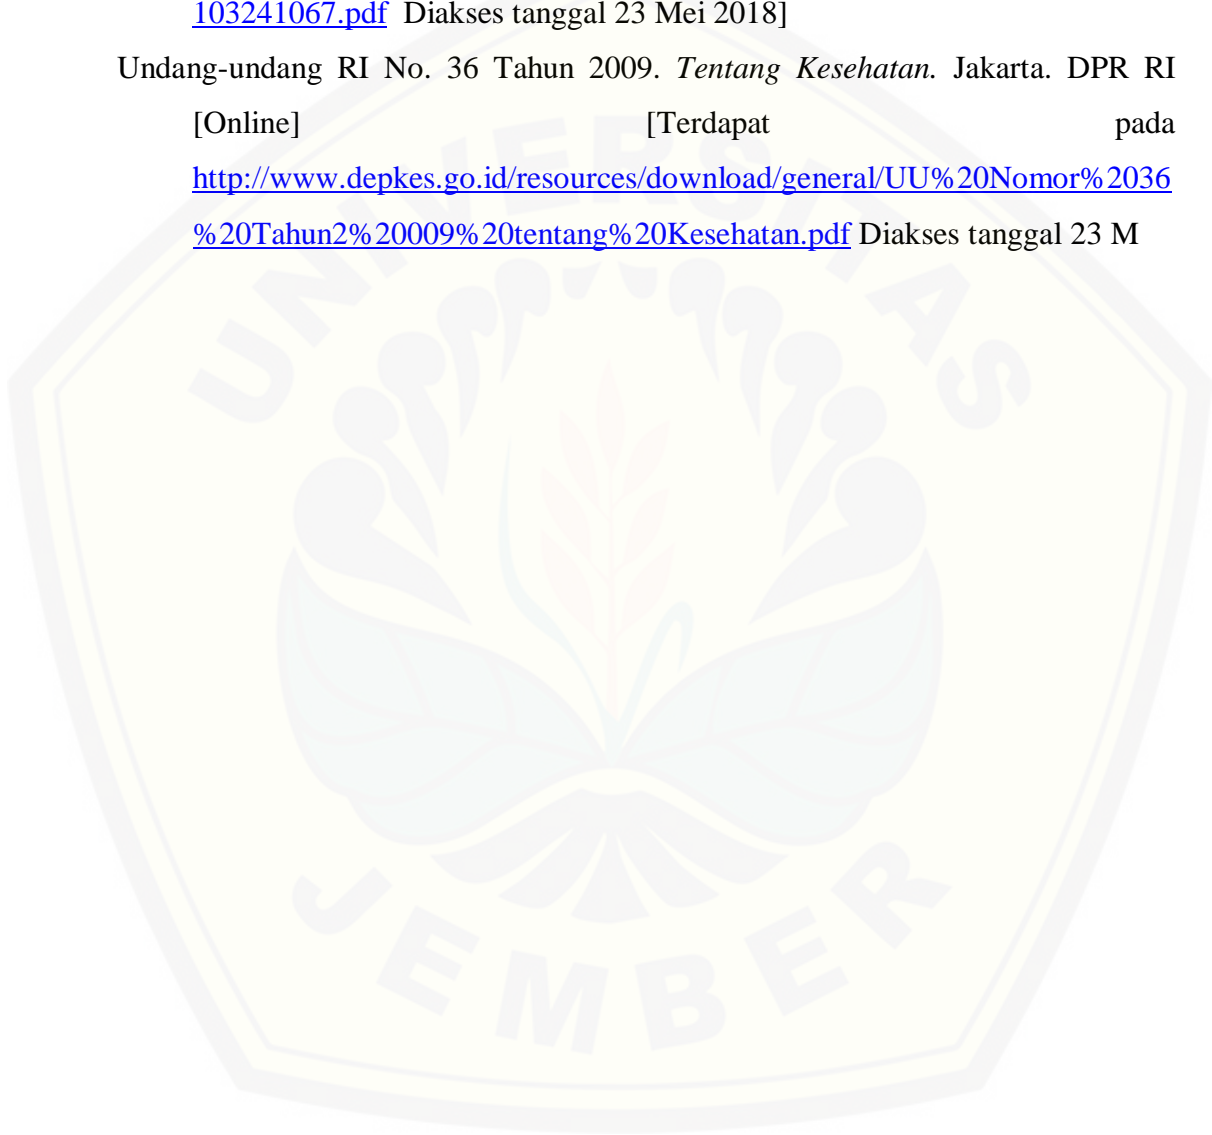 103241067.pdf Diakses tanggal 23 Mei 2018]
Undang-undang RI No. 36 Tahun 2009. Tentang Kesehatan. Jakarta. DPR RI
[Online] [Terdapat pada
http://www.depkes.go.id/resources/download/general/UU%20Nomor%2036
%20Tahun2%20009%20tentang%20Kesehatan.pdf Diakses tanggal 23 M
UNIVERSITAS
JEMBER